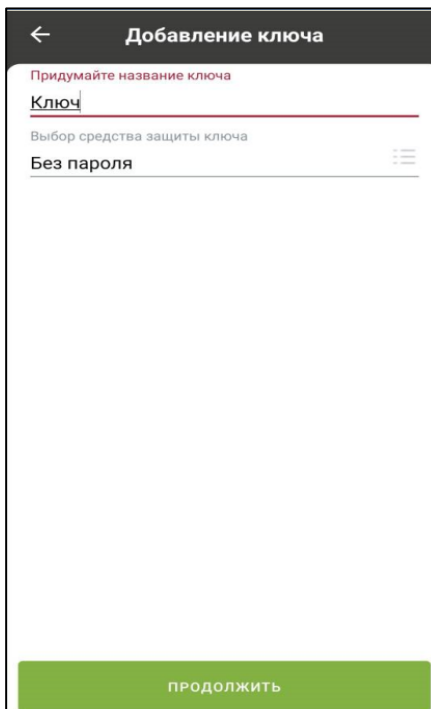 Добавление ключа
Придумайте название ключа
Ключ
Выбор средства защиты ключа
Без пароля
ПРОДОЛЖИТЬ